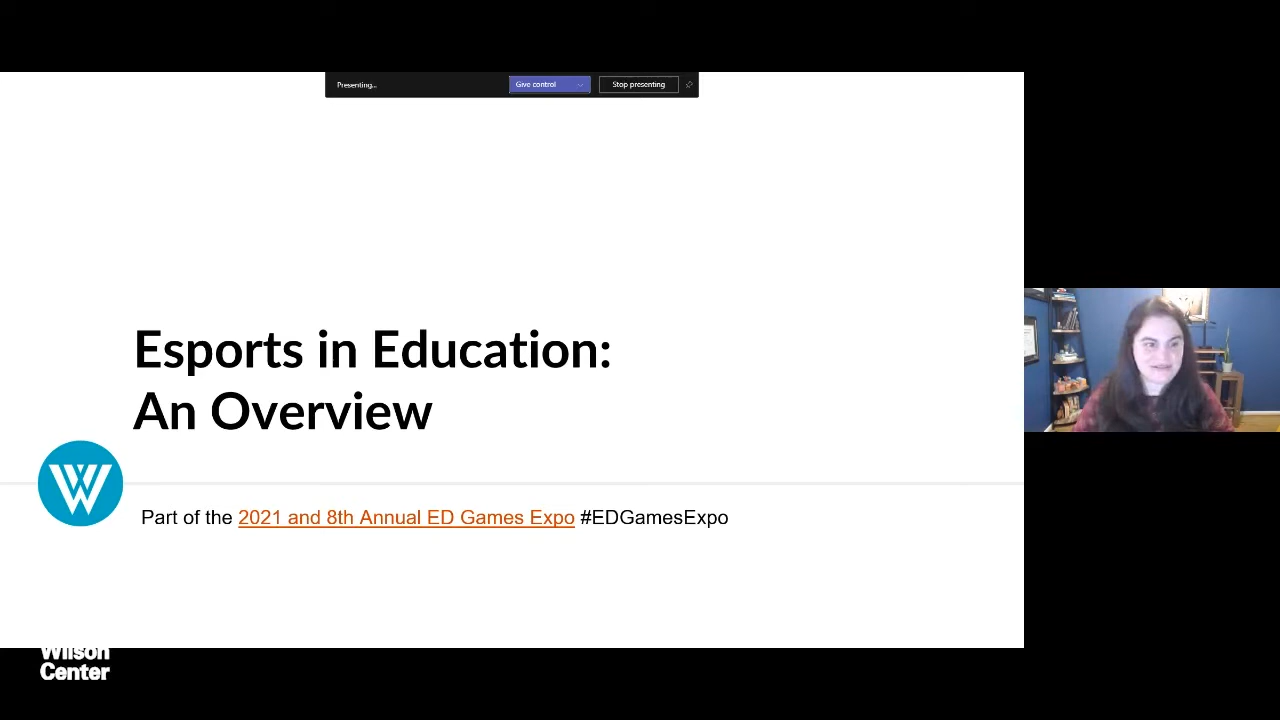 Presenting...
Give control
Stop presenting
Esports in Education:
An Overview
W
Part of the 2021 and 8th Annual ED Games Expo #EDGamesExpo
Wilson
Center